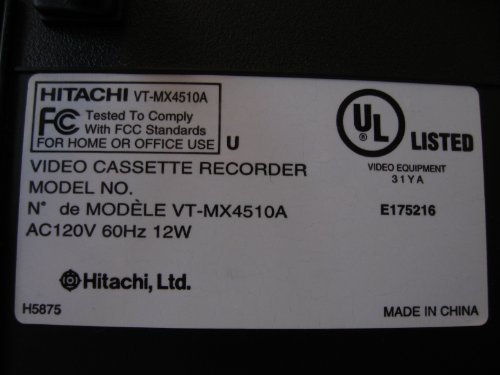 HITACHI VT-MX4510A
FC Tested To Comply
With FCC Standards
FOR HOME OR OFFICE USE U
UL LISTED
VIDEO EQUIPMENT
31YA
VIDEO CASSETTE RECORDER
MODEL NO.
N° de MODÈLE VT-MX4510A
E175216
AC120V 60Hz 12W
Hitachi, Ltd.
H5875
MADE IN CHINA